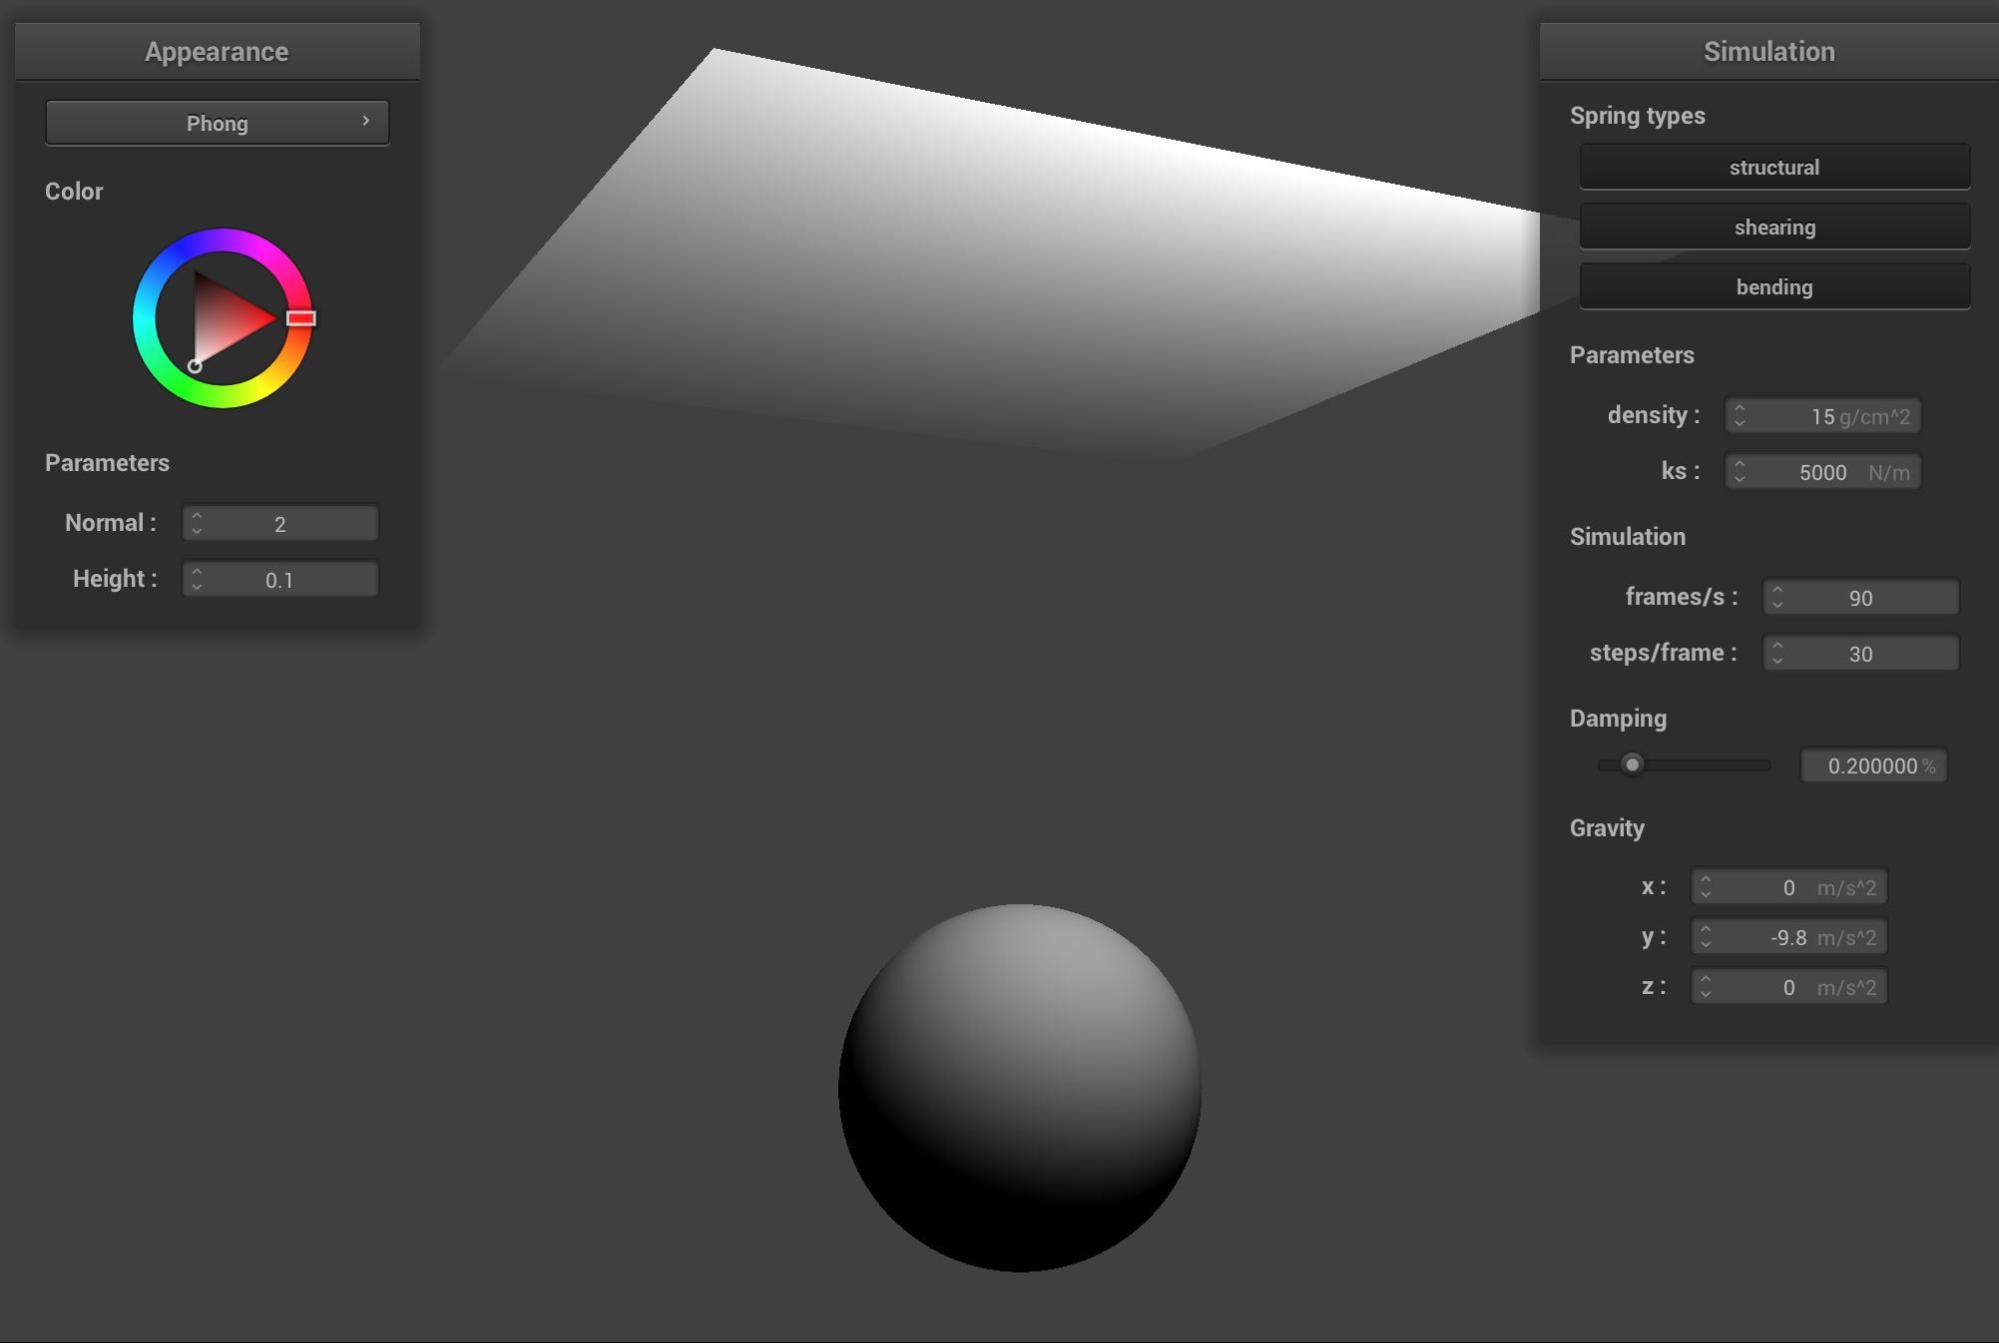 Appearance
Phong
Color
Parameters
Normal : 2
Height : 0.1
Simulation
Spring types
structural
shearing
bending
Parameters
density : 15 g/cm^2
ks : 5000 N/m
Simulation
frames/s : 90
steps/frame : 30
Damping
0.200000 %
Gravity
x : 0 m/s^2
y : -9.8 m/s^2
z : 0 m/s^2